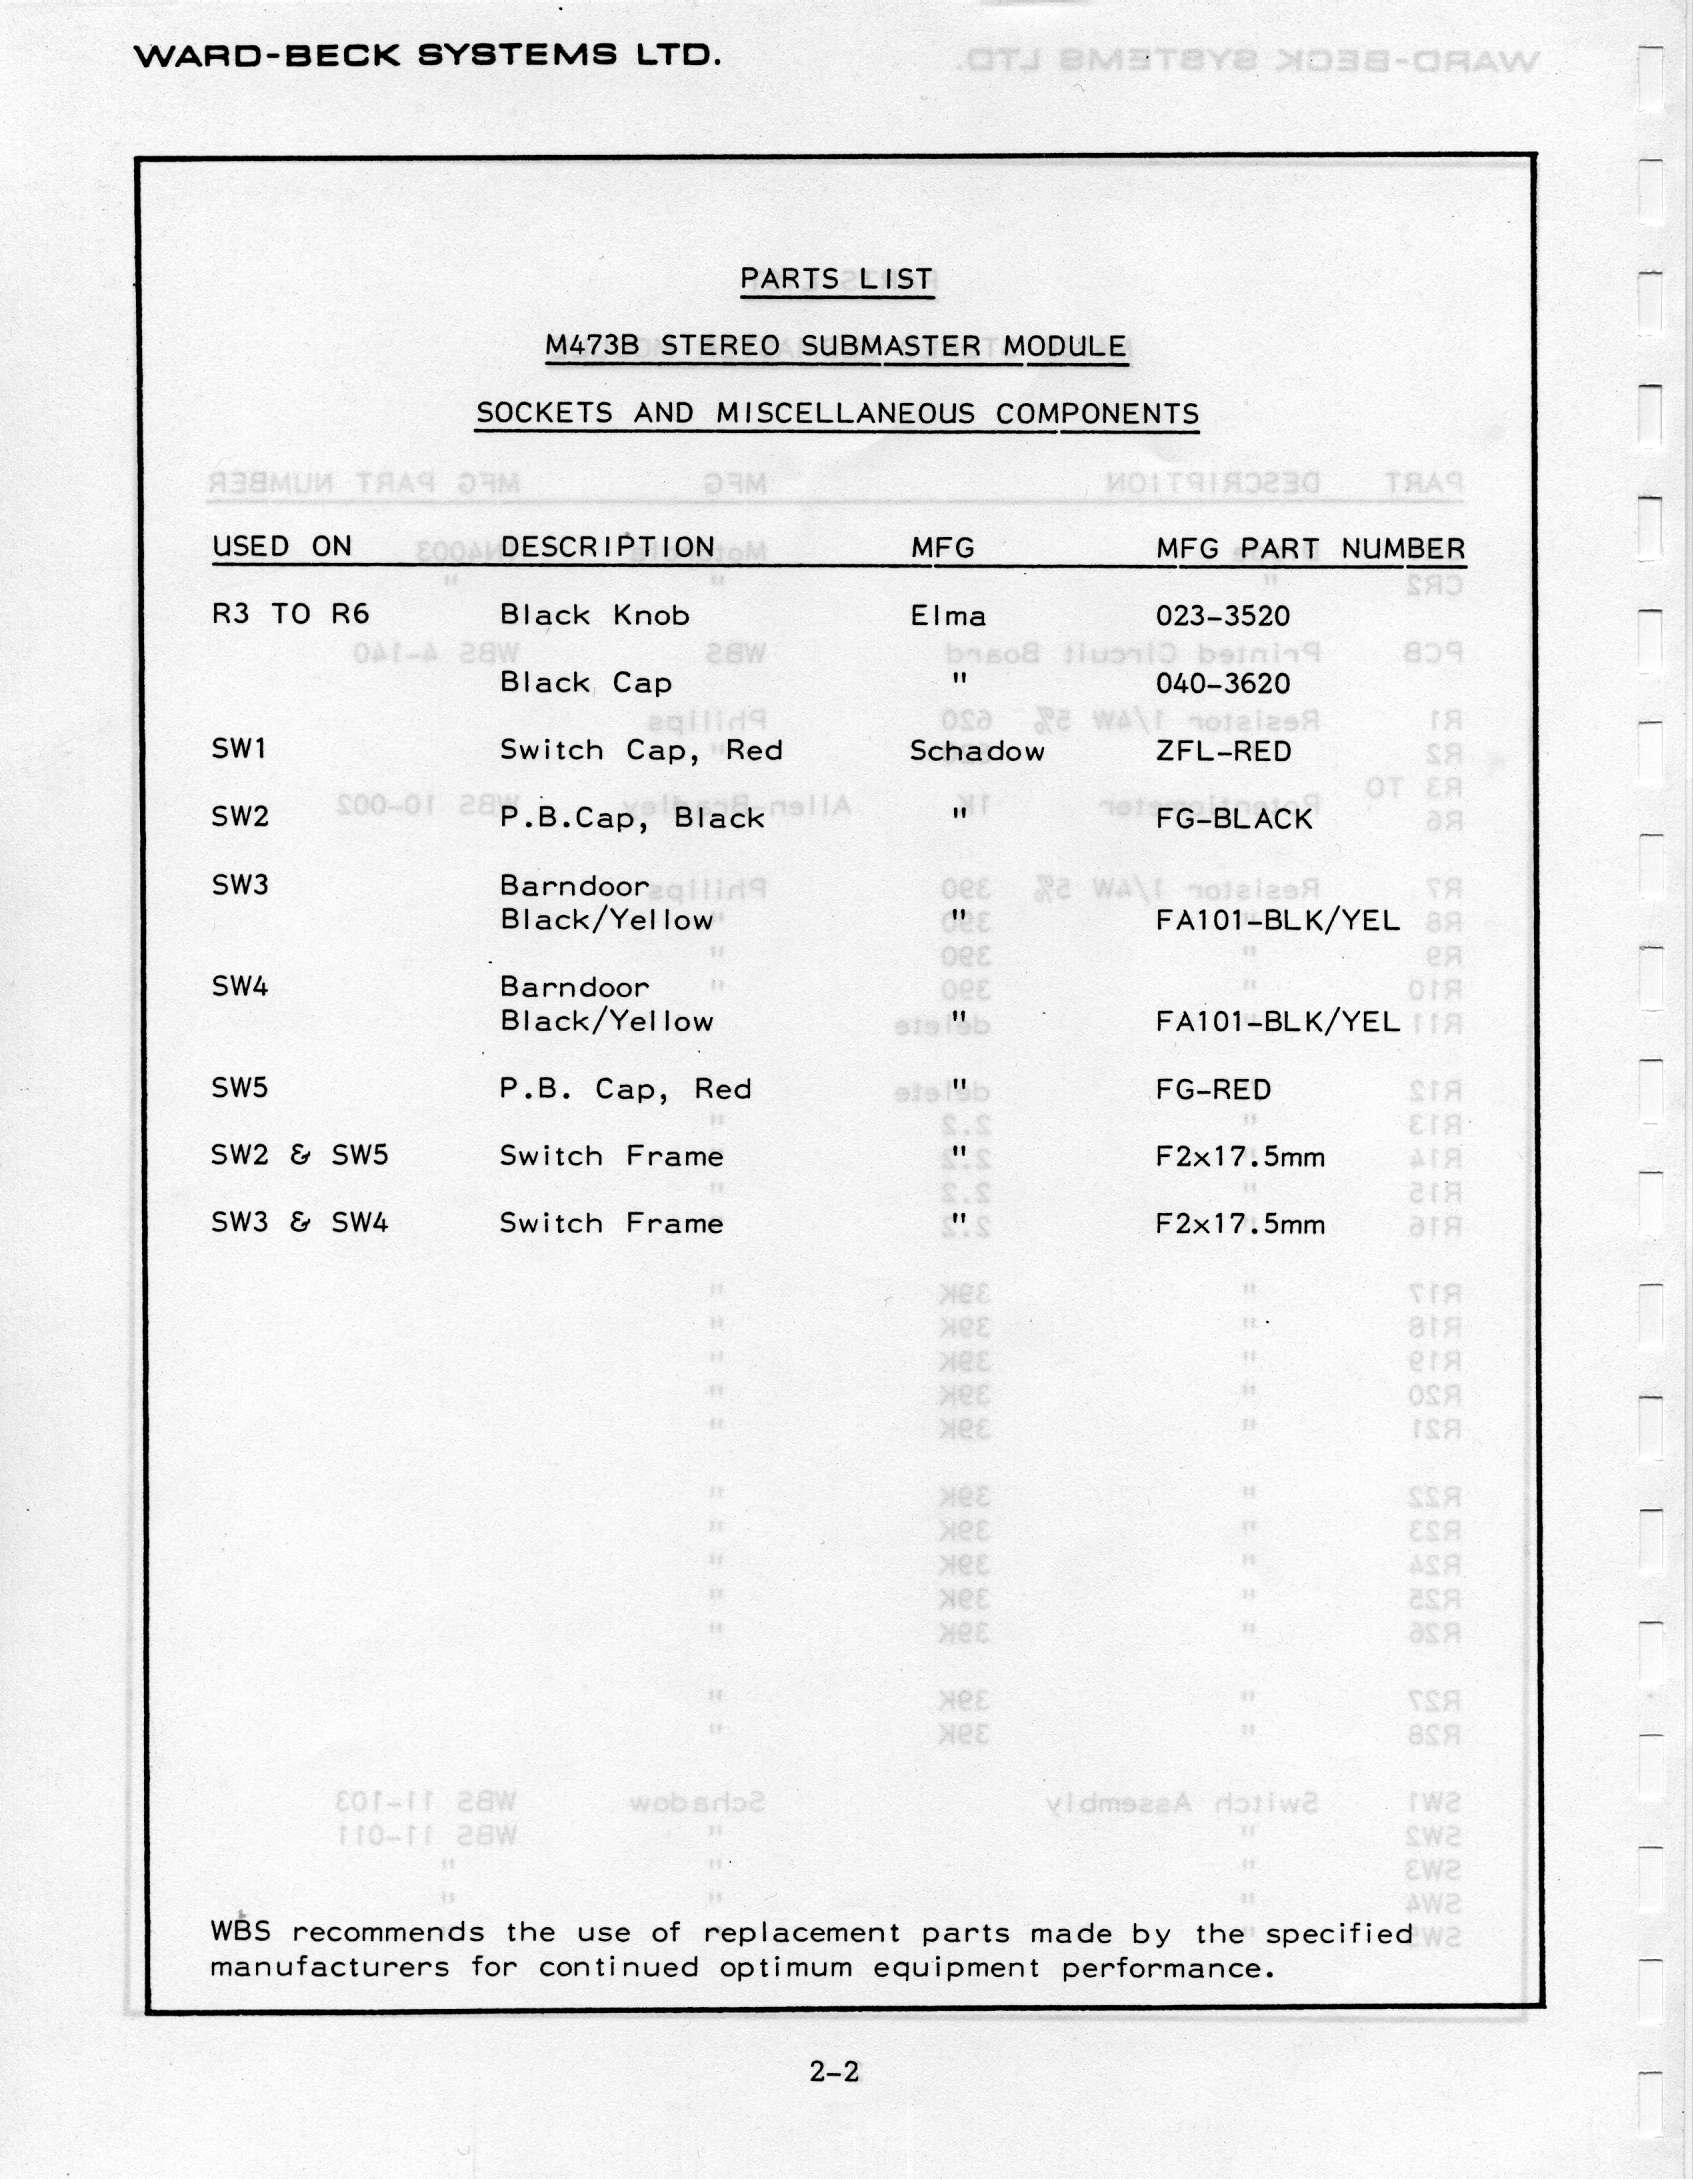 WARD-BECK SYSTEMS LTD.
PARTS LIST
M473B STEREO SUBMASTER MODULE
SOCKETS AND MISCELLANEOUS COMPONENTS
USED ON DESCRIPTION MFG MFG PART NUMBER
R3 TO R6 Black Knob Elma 023-3520
Black Cap " 040-3620
SW1 Switch Cap, Red Schadow ZFL-RED
SW2 P.B.Cap, Black " FG-BLACK
SW3 Barndoor
Black/Yellow " FA101-BLK/YEL
SW4 Barndoor
Black/Yellow " FA101-BLK/YEL
SW5 P.B. Cap, Red " FG-RED
SW2 & SW5 Switch Frame " F2x17.5mm
SW3 & SW4 Switch Frame " F2x17.5mm
WBS recommends the use of replacement parts made by the specified
manufacturers for continued optimum equipment performance.
2-2